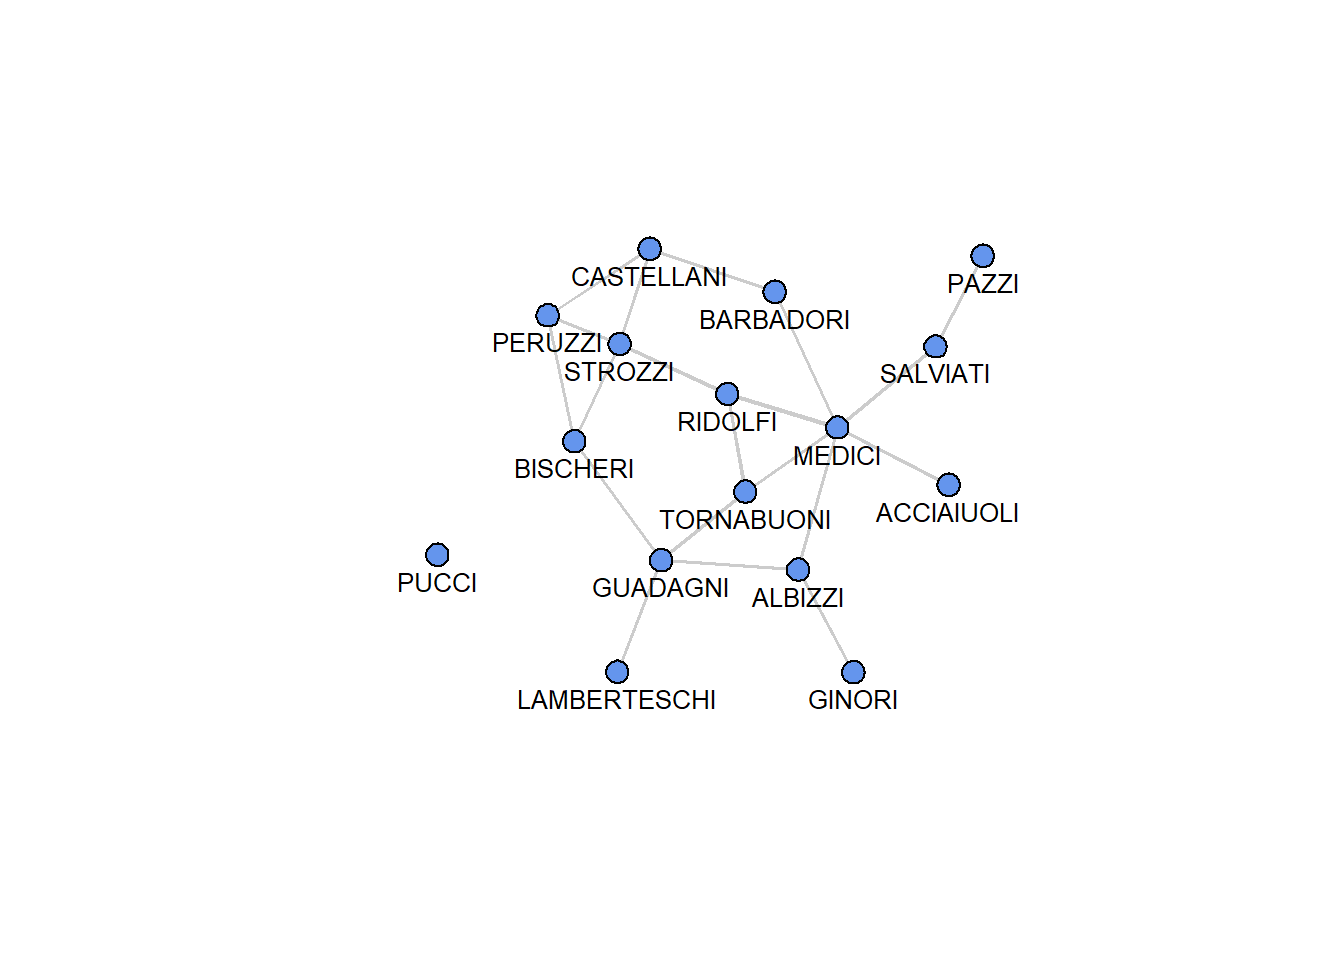 CASTELLANI
PAZZI
BARBADORI
PERUZZI
STROZZI
SALVIATI
RIDOLFI
MEDICI
BISCHERI
ACCIAIUOLI
TORNABUONI
PUCCI
GUADAGNI
ALBIZZI
LAMBERTESCHI
GINORI